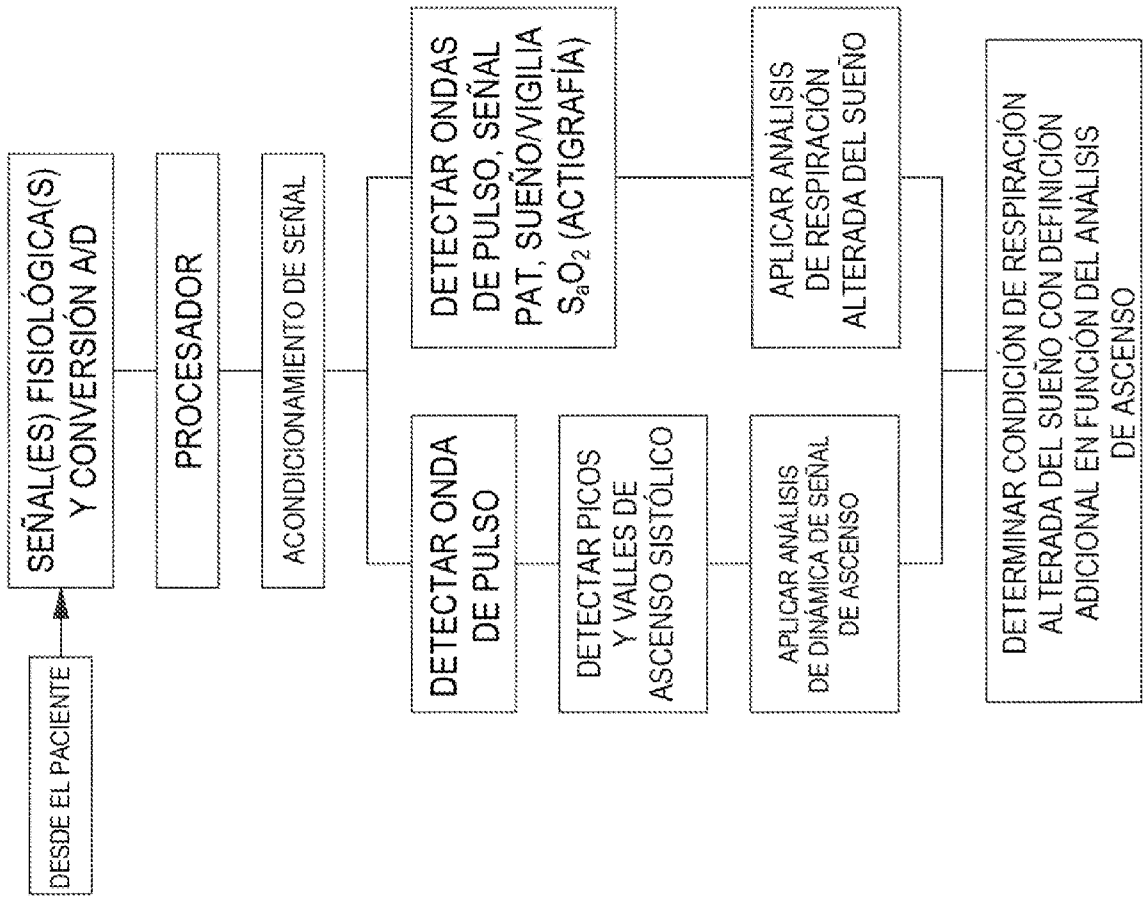 DESDE EL PACIENTE
SEÑAL(ES) FISIOLÓGICA(S)
Y CONVERSIÓN A/D
PROCESADOR
ACONDICIONAMIENTO DE SEÑAL
DETECTAR ONDA
DE PULSO
DETECTAR PICOS
Y VALLES DE
ASCENSO SISTÓLICO
APLICAR ANÁLISIS
DE DINÁMICA DE SEÑAL
DE ASCENSO
DETECTAR ONDAS
DE PULSO, SEÑAL
PAT, SUEÑO/VIGILIA
SaO2 (ACTIGRAFÍA)
APLICAR ANÁLISIS
DE RESPIRACIÓN
ALTERADA DEL SUEÑO
DETERMINAR CONDICIÓN DE RESPIRACIÓN
ALTERADA DEL SUEÑO CON DEFINICIÓN
ADICIONAL EN FUNCIÓN DEL ANÁLISIS
DE ASCENSO